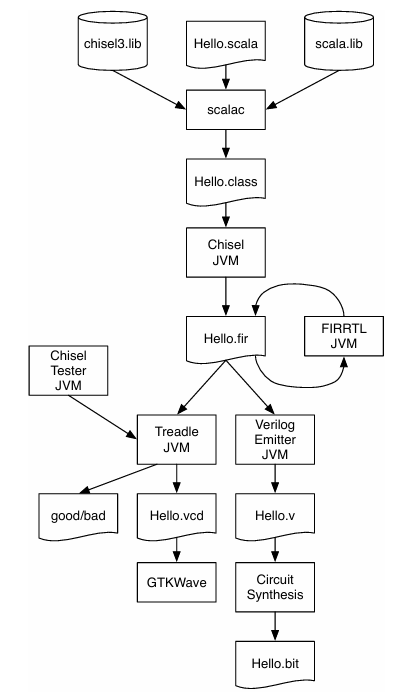 chisel3.lib
Hello.scala
scala.lib
scalac
Hello.class
Chisel
JVM
Hello.fir
FIRRTL
JVM
Chisel
Tester
JVM
Treadle
JVM
Verilog
Emitter
JVM
good/bad
Hello.vcd
Hello.v
GTKWave
Circuit
Synthesis
Hello.bit